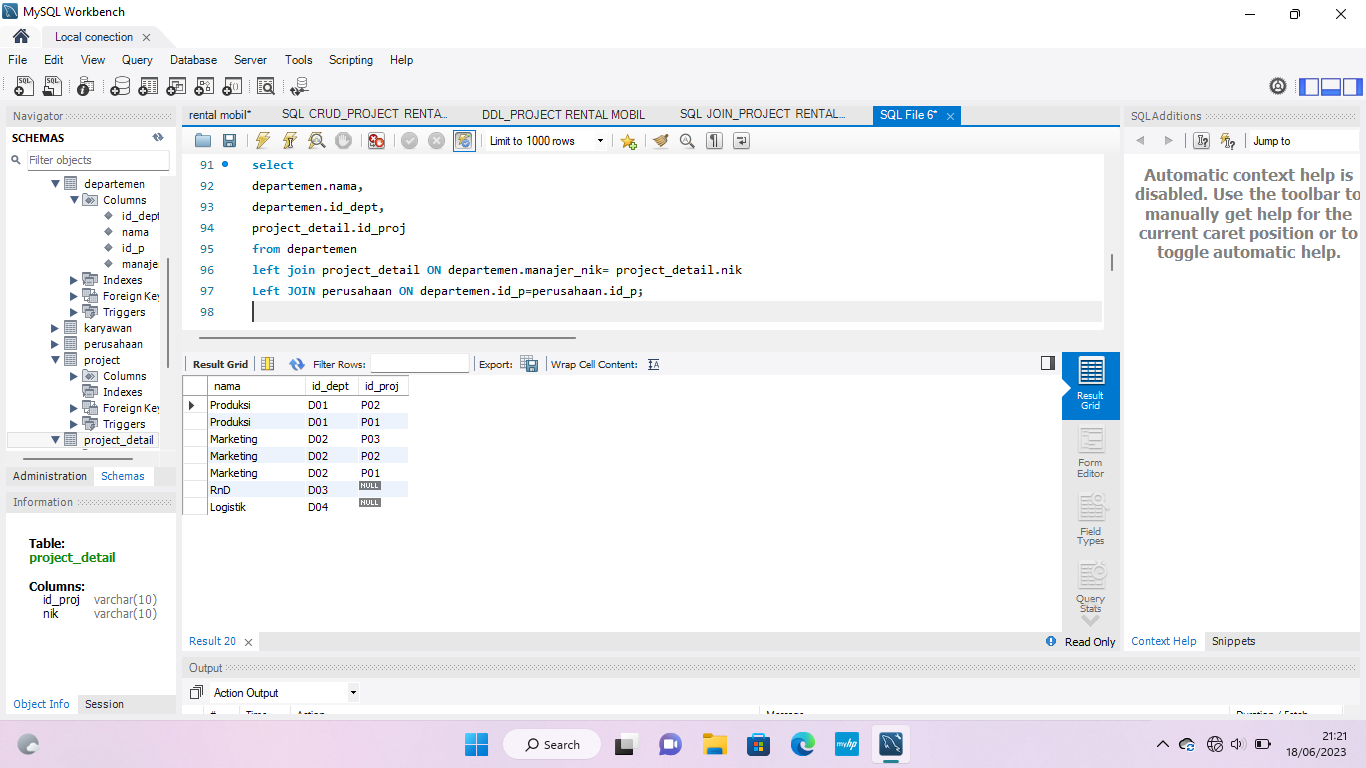 MySQL Workbench
Local conection
File Edit View Query Database Server Tools Scripting Help
Navigator
SCHEMAS
Filter objects
departemen
Columns
id_dept
nama
id_p
manajer
Indexes
Foreign Key
Triggers
karyawan
perusahaan
project
Columns
Indexes
Foreign Key
Triggers
project_detail
Administration Schemas
Information
Table:
project_detail
Columns:
id_proj varchar(10)
nik varchar(10)
Object Info Session
rental mobil* SQL CRUD_PROJECT RENTA... DDL_PROJECT RENTAL MOBIL SQL JOIN_PROJECT RENTAL... SQL File 6*
Limit to 1000 rows
91 select
92 departemen.nama,
93 departemen.id_dept,
94 project_detail.id_proj
95 from departemen
96 left join project_detail ON departemen.manajer_nik= project_detail.nik
97 Left JOIN perusahaan ON departemen.id_p=perusahaan.id_p;
98
Result Grid Filter Rows: Export: Wrap Cell Content:
nama id_dept id_proj
Produksi D01 P02
Produksi D01 P01
Marketing D02 P03
Marketing D02 P02
Marketing D02 P01
RnD D03 NULL
Logistik D04 NULL
Result Grid
Form Editor
Field Types
Query Stats
Result 20
Read Only
Output
Action Output
# Time Action Message Duration / Fetch
SQLAdditions
Jump to
Automatic context help is
disabled. Use the toolbar to
manually get help for the
current caret position or to
toggle automatic help.
Context Help Snippets
Search
myhp
21:21
18/06/2023